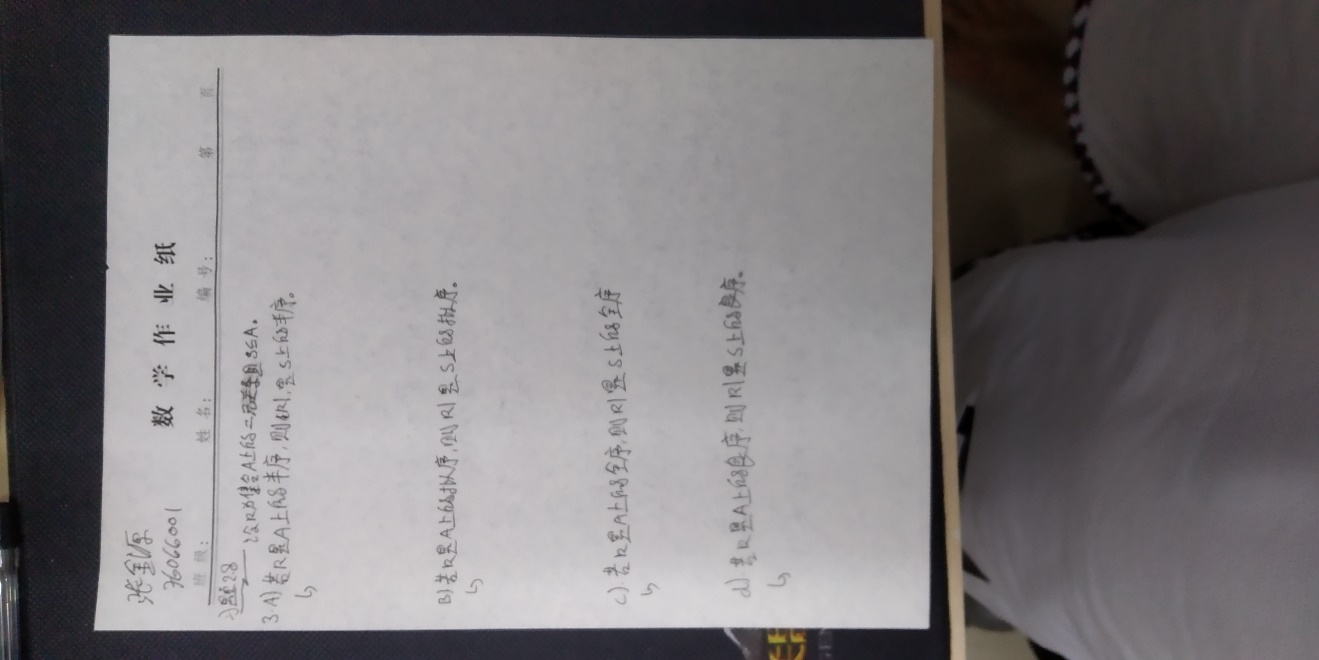 张金源
76066001
数学作业纸
班级: 姓名: 编号: 第 页
习题2.8
令R为集合A上的二元关系且S⊆A。
3.A) 若R是A上的半序,则R|是S上的半序。
↳
B) 若R是A上的拟序,则R|是S上的拟序。
↳
C). 若R是A上的全序,则R|是S上的全序
↳
d). 若R是A上的良序,则R|是S上的良序。
↳